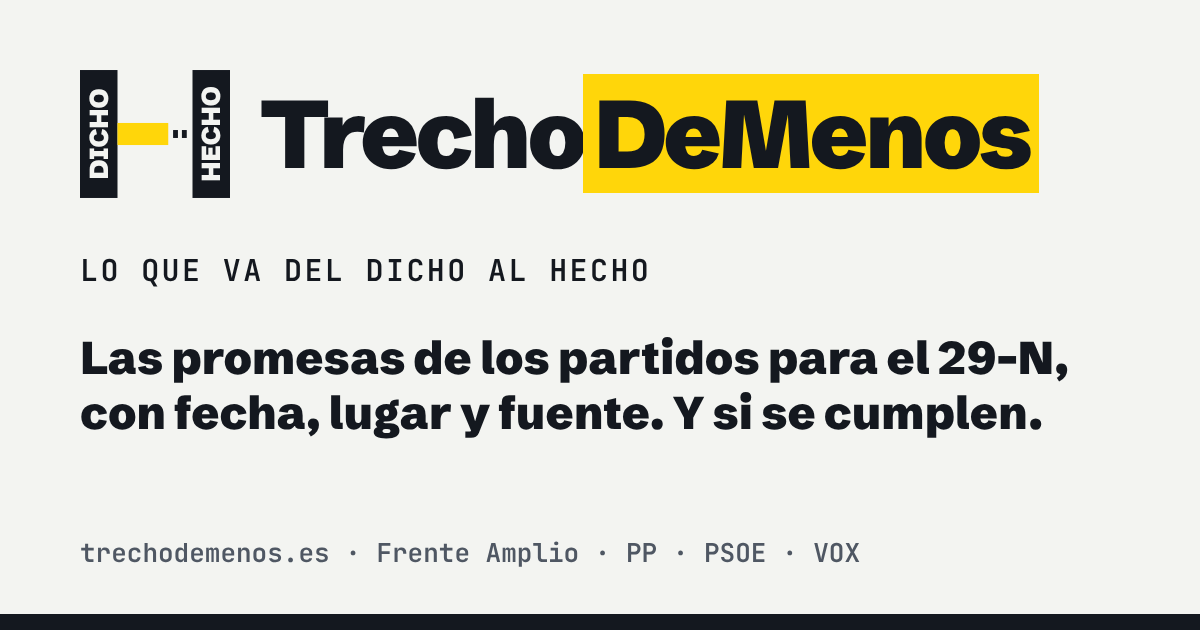 DICHO HECHO TrechoDeMenos
LO QUE VA DEL DICHO AL HECHO
Las promesas de los partidos para el 29-N,
con fecha, lugar y fuente. Y si se cumplen.
trechodemenos.es · Frente Amplio · PP · PSOE · VOX